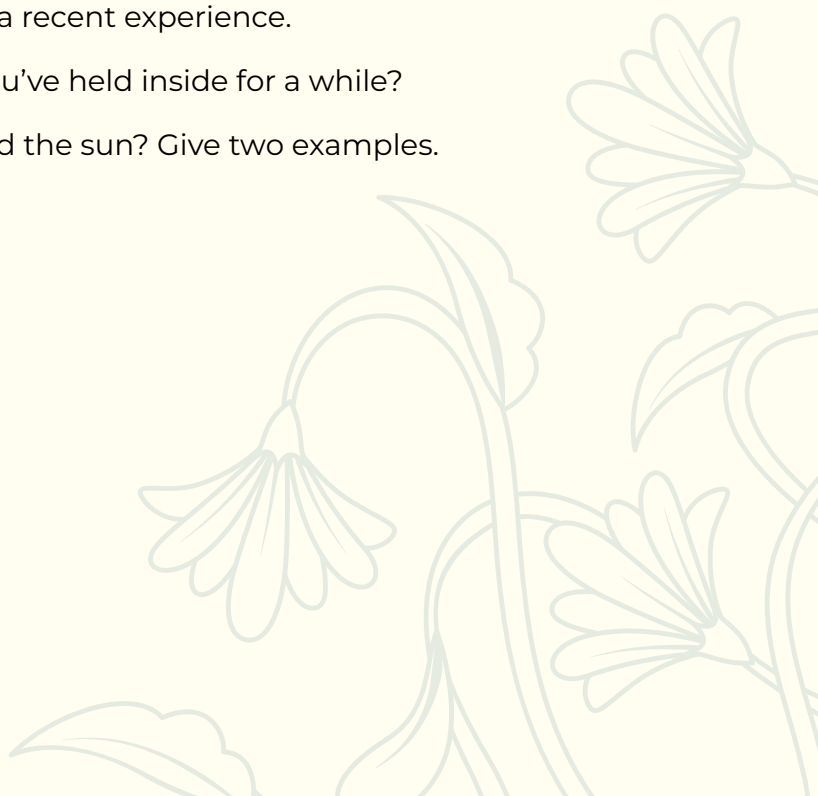 a recent experience.
u’ve held inside for a while?
d the sun? Give two examples.